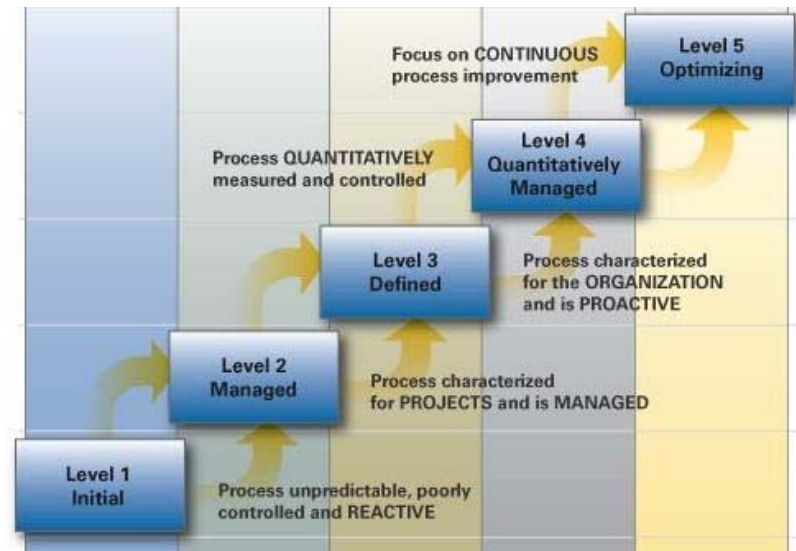 Focus on CONTINUOUS
process improvement
Level 5
Optimizing
Process QUANTITATIVELY
measured and controlled
Level 4
Quantitatively
Managed
Level 3
Defined
Process characterized
for the ORGANIZATION
and is PROACTIVE
Level 2
Managed
Process characterized
for PROJECTS and is MANAGED
Level 1
Initial
Process unpredictable, poorly
controlled and REACTIVE